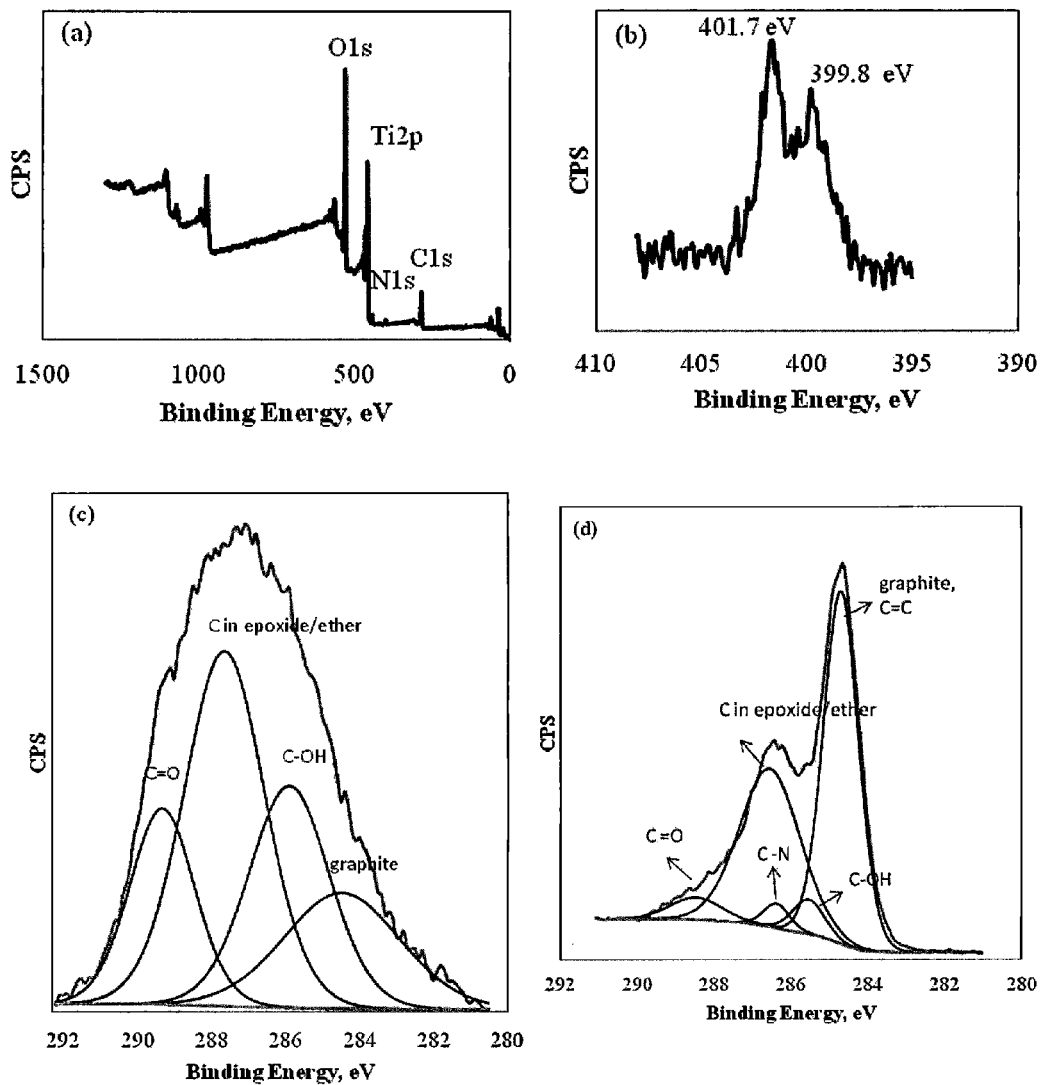 (a)
O1s
Ti2p
C1s
N1s
CPS
1500 1000 500 0
Binding Energy, eV
(b)
401.7 eV
399.8 eV
CPS
410 405 400 395 390
Binding Energy, eV
(c)
C in epoxide/ether
C-OH
C=O
graphite
CPS
292 290 288 286 284 282 280
Binding Energy, eV
(d)
graphite,
C=C
C in epoxide/ether
C=O
C-N
C-OH
CPS
292 290 288 286 284 282 280
Binding Energy, eV